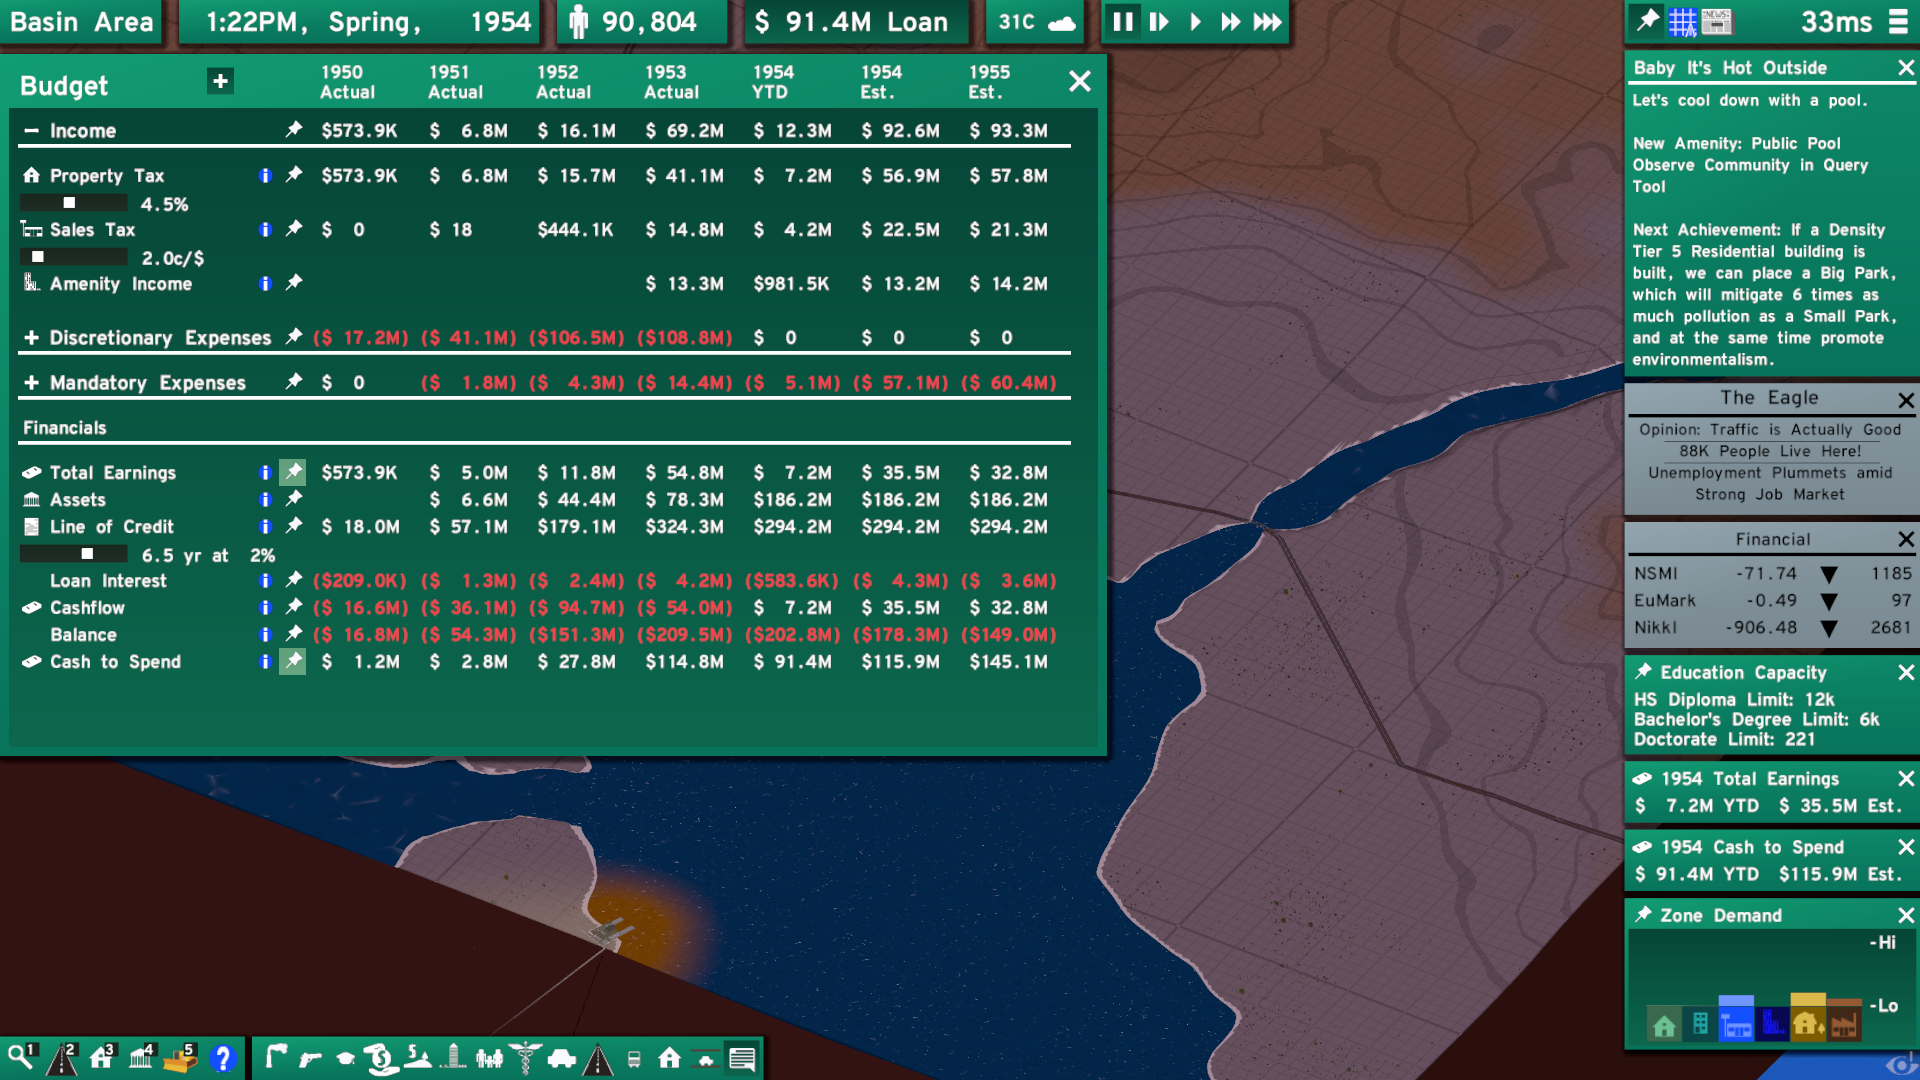 Basin Area
1:22PM, Spring, 1954
90,804
$ 91.4M Loan
31C
33ms
Budget
+
1950 Actual
1951 Actual
1952 Actual
1953 Actual
1954 YTD
1954 Est.
1955 Est.
Income $573.9K $ 6.8M $ 16.1M $ 69.2M $ 12.3M $ 92.6M $ 93.3M
Property Tax $573.9K $ 6.8M $ 15.7M $ 41.1M $ 7.2M $ 56.9M $ 57.8M
4.5%
Sales Tax $ 0 $ 18 $444.1K $ 14.8M $ 4.2M $ 22.5M $ 21.3M
2.0c/$
Amenity Income $ 13.3M $981.5K $ 13.2M $ 14.2M
+ Discretionary Expenses ($ 17.2M) ($ 41.1M) ($106.5M) ($108.8M) $ 0 $ 0 $ 0
+ Mandatory Expenses $ 0 ($ 1.8M) ($ 4.3M) ($ 14.4M) ($ 5.1M) ($ 57.1M) ($ 60.4M)
Financials
Total Earnings $573.9K $ 5.0M $ 11.8M $ 54.8M $ 7.2M $ 35.5M $ 32.8M
Assets $ 6.6M $ 44.4M $ 78.3M $186.2M $186.2M $186.2M
Line of Credit $ 18.0M $ 57.1M $179.1M $324.3M $294.2M $294.2M $294.2M
6.5 yr at 2%
Loan Interest ($209.0K) ($ 1.3M) ($ 2.4M) ($ 4.2M) ($583.6K) ($ 4.3M) ($ 3.6M)
Cashflow ($ 16.6M) ($ 36.1M) ($ 94.7M) ($ 54.0M) $ 7.2M $ 35.5M $ 32.8M
Balance ($ 16.8M) ($ 54.3M) ($151.3M) ($209.5M) ($202.8M) ($178.3M) ($149.0M)
Cash to Spend $ 1.2M $ 2.8M $ 27.8M $114.8M $ 91.4M $115.9M $145.1M
Baby It's Hot Outside
Let's cool down with a pool.
New Amenity: Public Pool
Observe Community in Query
Tool
Next Achievement: If a Density
Tier 5 Residential building is
built, we can place a Big Park,
which will mitigate 6 times as
much pollution as a Small Park,
and at the same time promote
environmentalism.
The Eagle
Opinion: Traffic is Actually Good
88K People Live Here!
Unemployment Plummets amid
Strong Job Market
Financial
NSMI -71.74 ▼ 1185
EuMark -0.49 ▼ 97
NikkI -906.48 ▼ 2681
Education Capacity
HS Diploma Limit: 12k
Bachelor's Degree Limit: 6k
Doctorate Limit: 221
1954 Total Earnings
$ 7.2M YTD $ 35.5M Est.
1954 Cash to Spend
$ 91.4M YTD $115.9M Est.
Zone Demand
-Hi
-Lo
1 2 3 4 5 ?